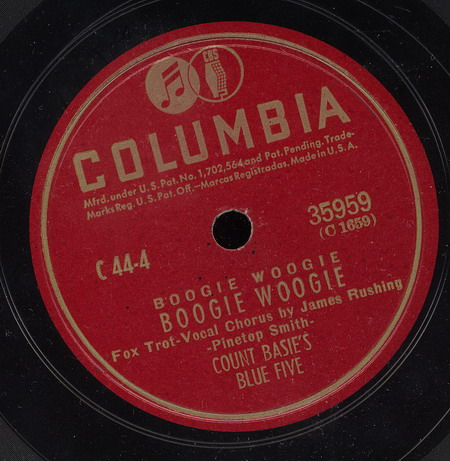 CBS
COLUMBIA
Mfrd. under U.S. Pat. No. 1,702,564 and Pat. Pending. Trade-
Marks Reg. U.S. Pat. Off.—Marcas Registradas. Made in U.S.A.
35959
(C 1659)
C 44-4
BOOGIE WOOGIE
BOOGIE WOOGIE
Fox Trot-Vocal Chorus by James Rushing
-Pinetop Smith-
COUNT BASIE'S
BLUE FIVE